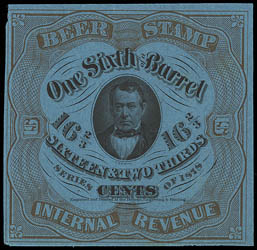 BEER STAMP
One Sixth Barrel
16⅔ 16⅔
SIXTEEN & TWO THIRDS
SERIES OF 1878
CENTS
INTERNAL REVENUE